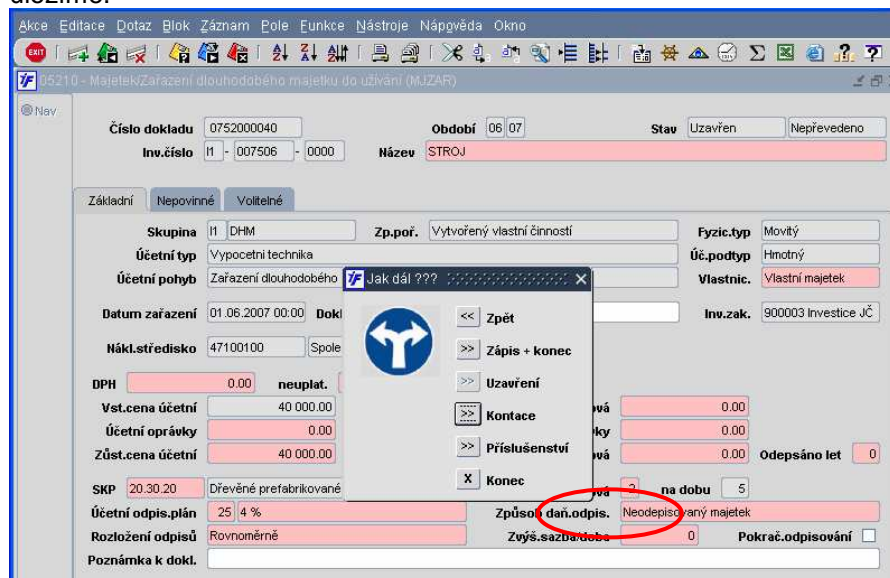 Akce Editace Dotaz Blok Záznam Pole Funkce Nástroje Nápověda Okno
EXIT
05210 - Majetek/Zařazení dlouhodobého majetku do užívání (MJZAR)
Nav
Číslo dokladu 0752000040 Období 06 07 Stav Uzavřen Nepřevedeno
Inv.číslo I1 - 007506 - 0000 Název STROJ
Základní Nepovinné Volitelné
Skupina I1 DHM Zp.poř. Vytvořený vlastní činností Fyzic.typ Movitý
Účetní typ Vypocetni technika Úč.podtyp Hmotný
Účetní pohyb Zařazení dlouhodobého Vlastnic. Vlastní majetek
Jak dál ???
Datum zařazení 01.06.2007 00:00 Inv.zak. 900003 Investice JČ
Zpět
Nákl.středisko 47100100
Zápis + konec
DPH 0.00 neuplat.
Uzavření
Vst.cena účetní 40 000.00 0.00
Kontace
Účetní oprávky 0.00 0.00
Zůst.cena účetní 40 000.00 0.00 Odepsáno let 0
Příslušenství
X Konec
SKP 20.30.20 Dřevěné prefabrikované na dobu 5
Účetní odpis.plán 25 4 % Způsob daň.odpis. Neodepisovaný majetek
Rozložení odpisů Rovnoměrně Zvýš.sazba/doba 0 Pokrač.odpisování
Poznámka k dokl.